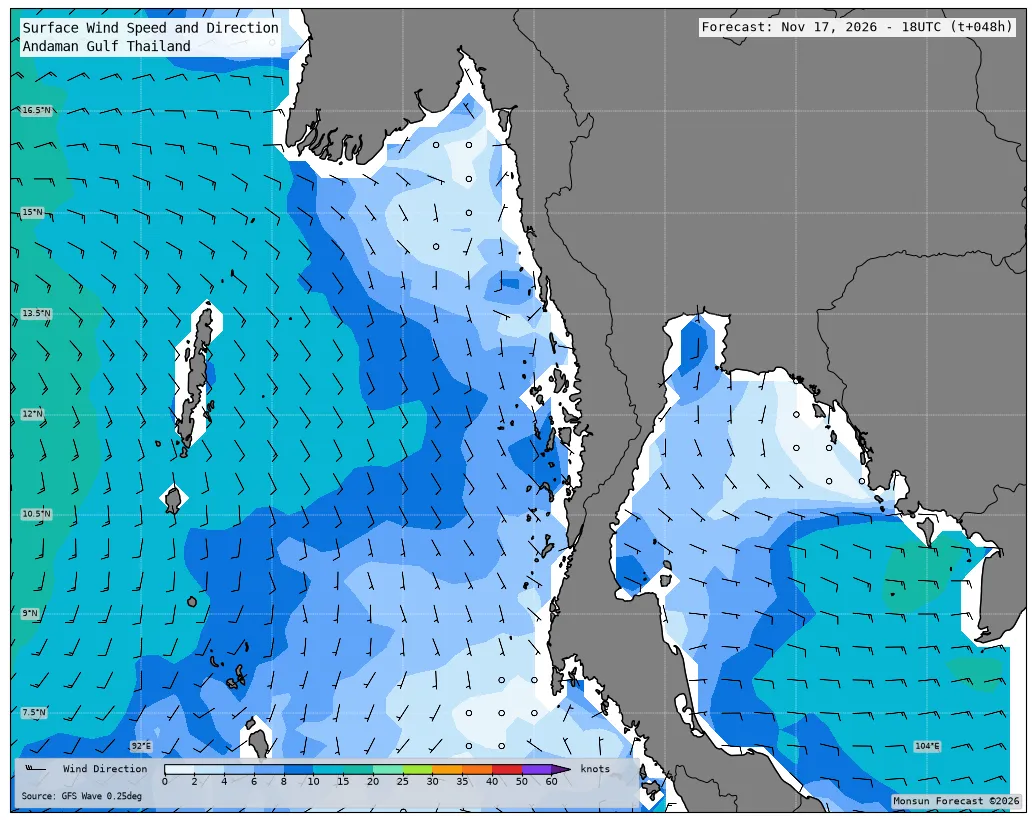 Surface Wind Speed and Direction
Andaman Gulf Thailand
Forecast: Nov 17, 2026 - 18UTC (t+048h)
16.5°N
15°N
13.5°N
12°N
10.5°N
9°N
7.5°N
92°E
104°E
Wind Direction
0 2 4 6 8 10 15 20 25 30 35 40 50 60
knots
Source: GFS Wave 0.25deg
Monsun Forecast ©2026